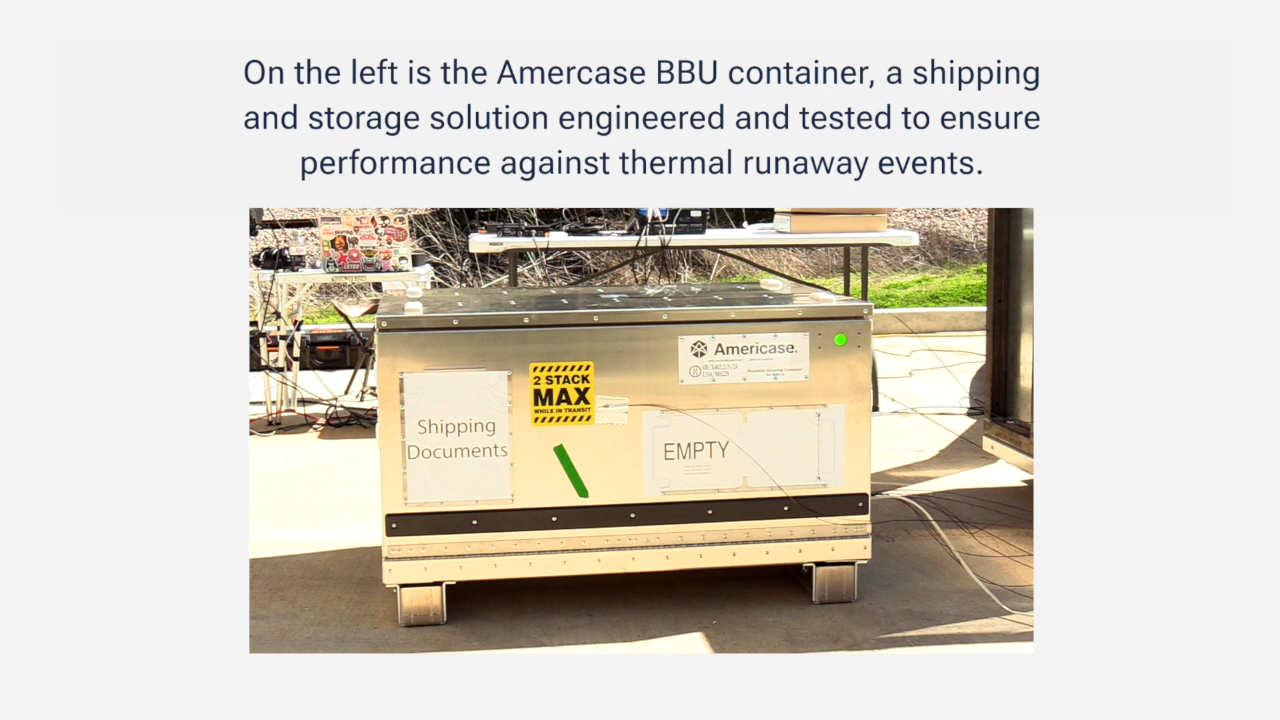 On the left is the Amercase BBU container, a shipping
and storage solution engineered and tested to ensure
performance against thermal runaway events.
Americase.
2 STACK
MAX
WHILE IN TRANSIT
Shipping
Documents
EMPTY